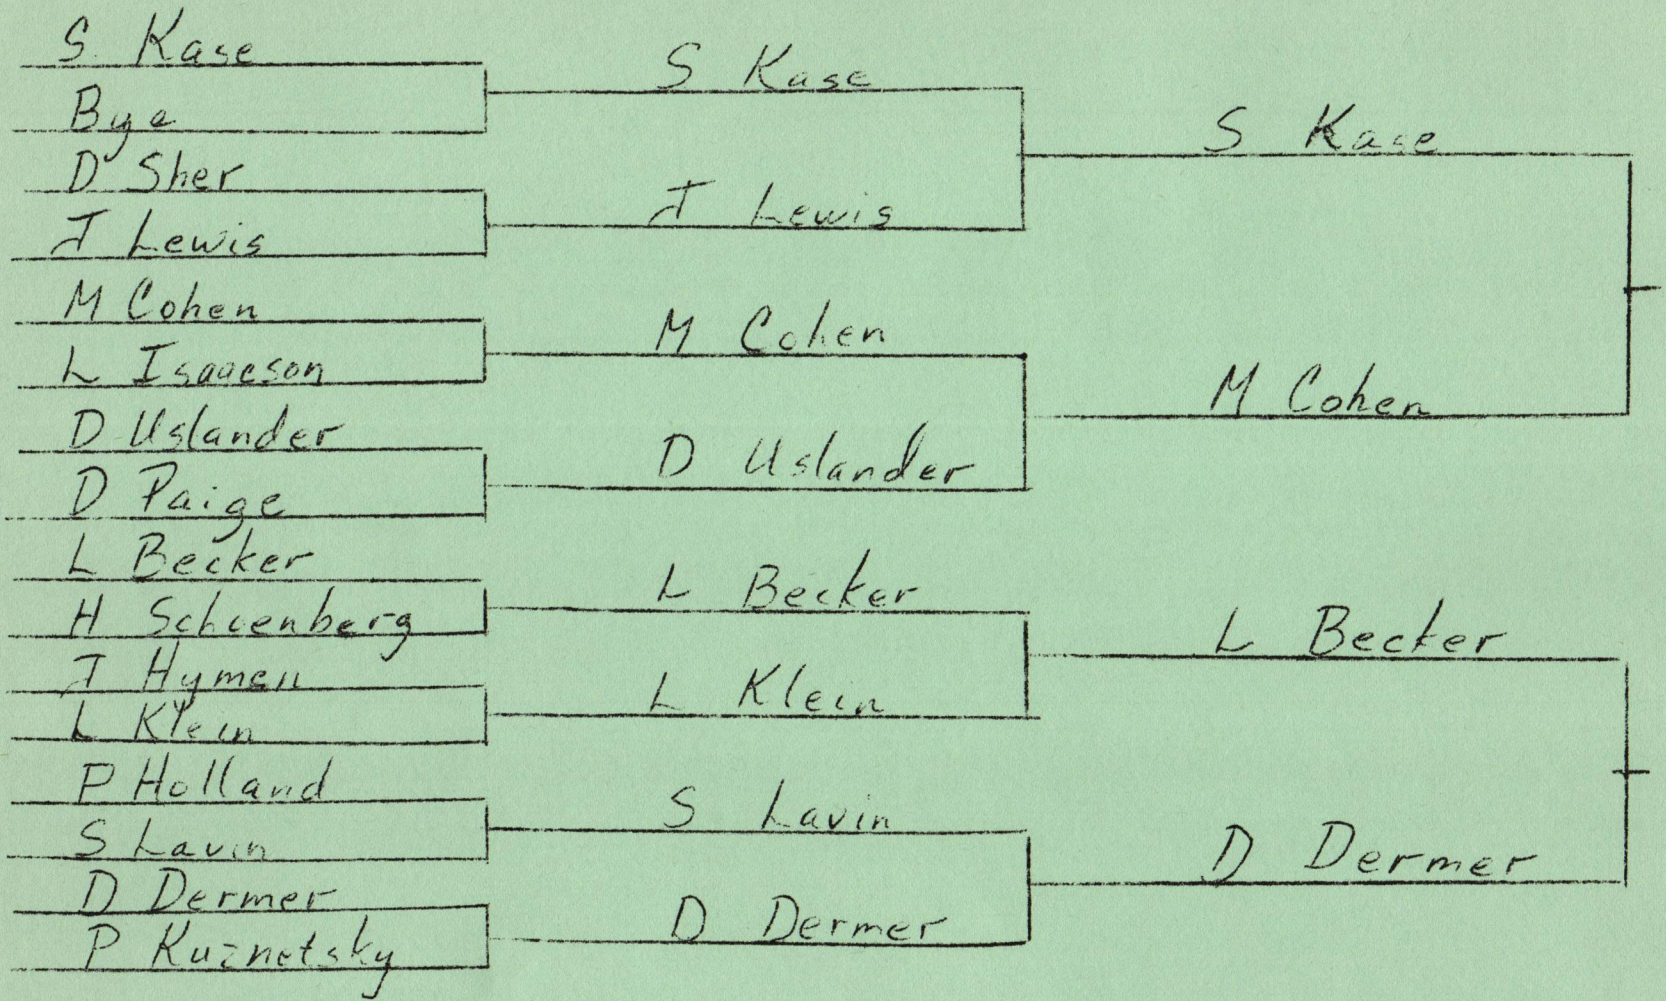 S. Kase
Bye
D Sher
J Lewis
M Cohen
L Isaacson
D Uslander
D Paige
L Becker
H Schoenberg
J Hymen
L Klein
P Holland
S Lavin
D Dermer
P Kuznetsky
S Kase
J Lewis
M Cohen
D Uslander
L Becker
L Klein
S Lavin
D Dermer
S Kase
M Cohen
L Becker
D Dermer